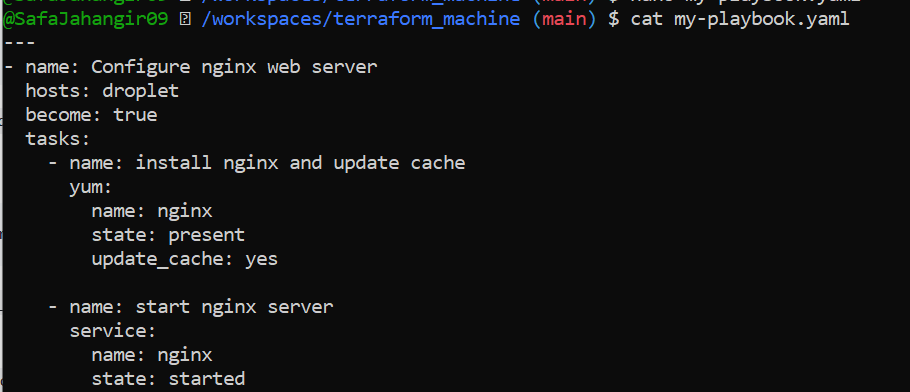 @SafaJahangir09 /workspaces/terraform_machine (main) $ cat my-playbook.yaml
---
- name: Configure nginx web server
  hosts: droplet
  become: true
  tasks:
    - name: install nginx and update cache
      yum:
        name: nginx
        state: present
        update_cache: yes

    - name: start nginx server
      service:
        name: nginx
        state: started